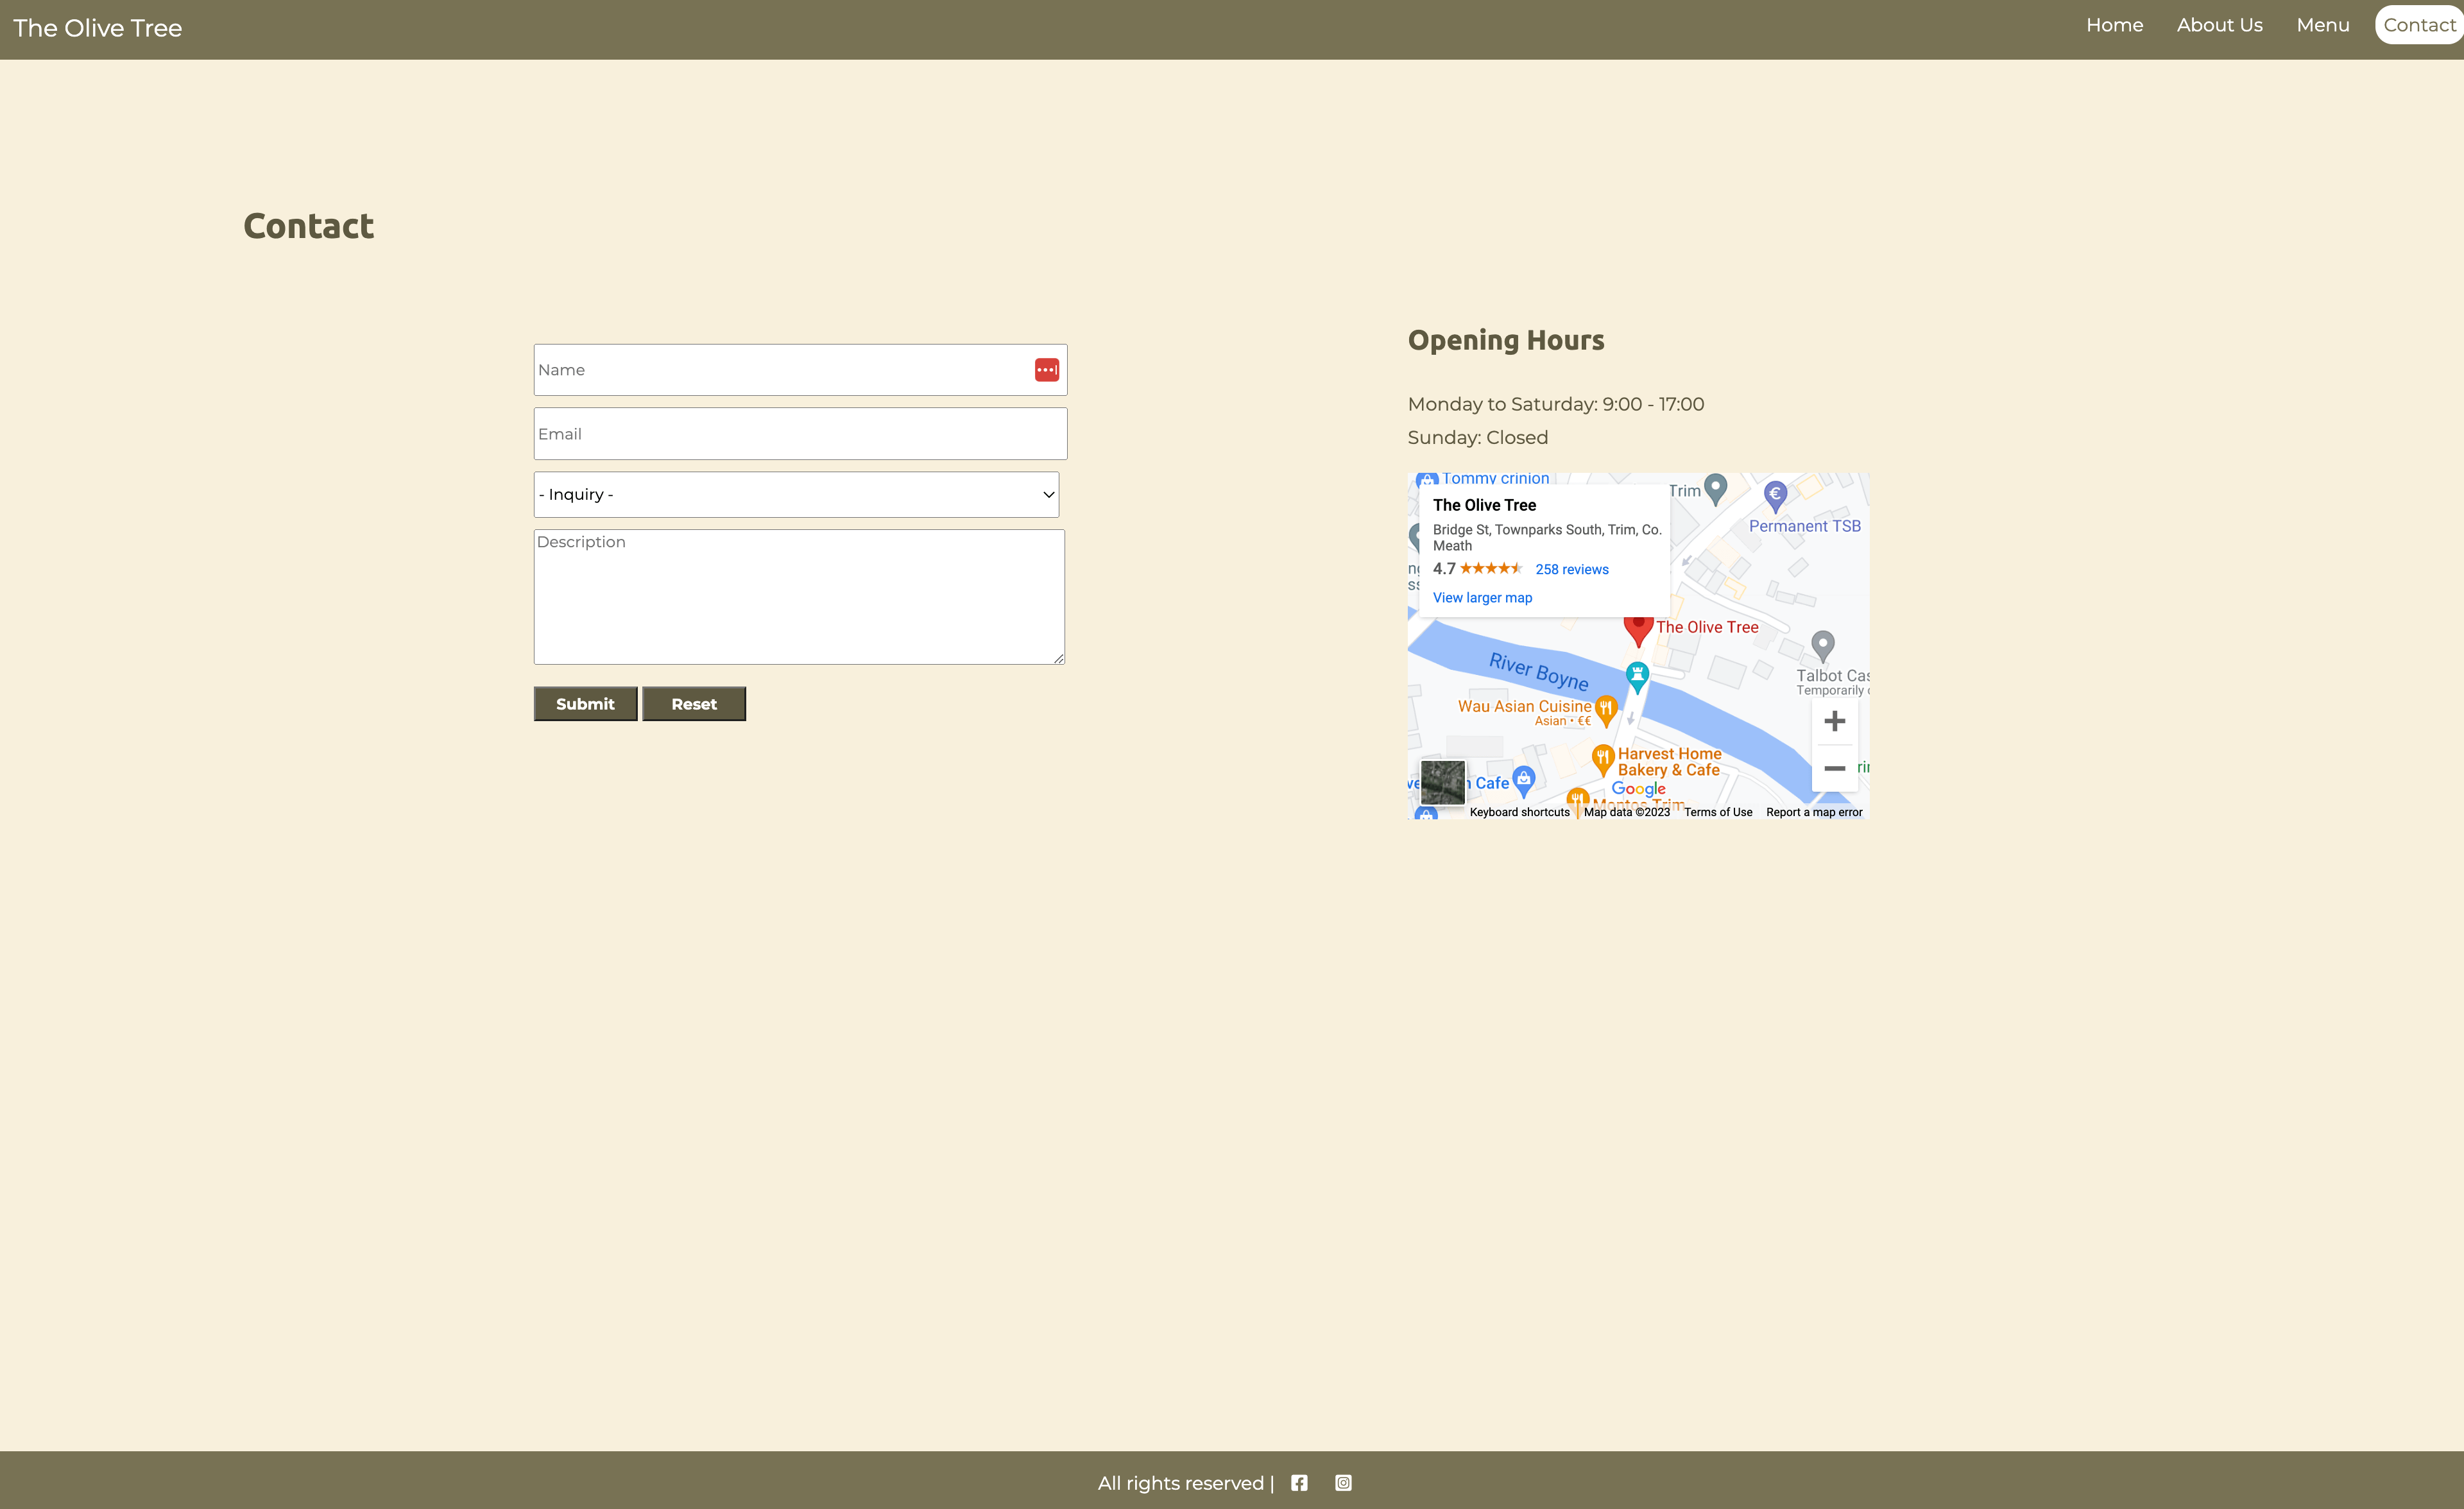 The Olive Tree
Home
About Us
Menu
Contact
Contact
Name
Email
- Inquiry -
Description
Submit
Reset
Opening Hours
Monday to Saturday: 9:00 - 17:00
Sunday: Closed
Tommy crinion
Trim
Permanent TSB
The Olive Tree
Bridge St, Townparks South, Trim, Co.
Meath
4.7
258 reviews
View larger map
The Olive Tree
River Boyne
Talbot Cas
Temporarily
Wau Asian Cuisine
Asian • €€
Harvest Home
Bakery & Cafe
Cafe
Google
Montos Trim
Keyboard shortcuts
Map data ©2023
Terms of Use
Report a map error
All rights reserved |